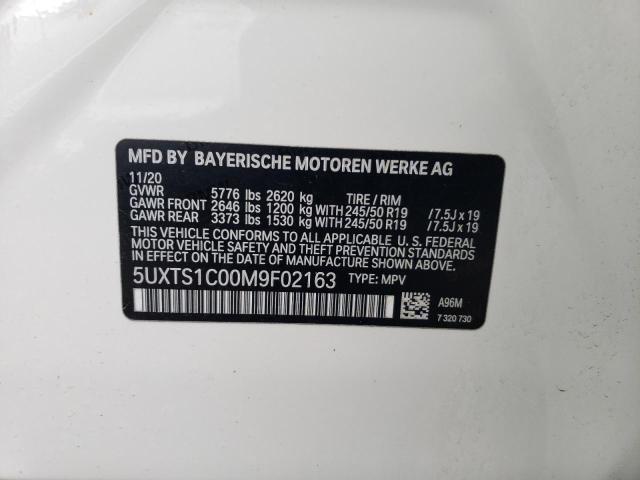 MFD BY BAYERISCHE MOTOREN WERKE AG
11/20
GVWR 5776 lbs 2620 kg TIRE / RIM
GAWR FRONT 2646 lbs 1200 kg WITH 245/50 R19 / 7.5J x 19
GAWR REAR 3373 lbs 1530 kg WITH 245/50 R19 / 7.5J x 19
THIS VEHICLE CONFORMS TO ALL APPLICABLE U. S. FEDERAL
MOTOR VEHICLE SAFETY, BUMPER, AND THEFT PREVENTION STANDARDS
IN EFFECT ON THE DATE OF MANUFACTURE SHOWN ABOVE.
5UXTS1C00M9F02163 TYPE: MPV
A96M
7 320 730